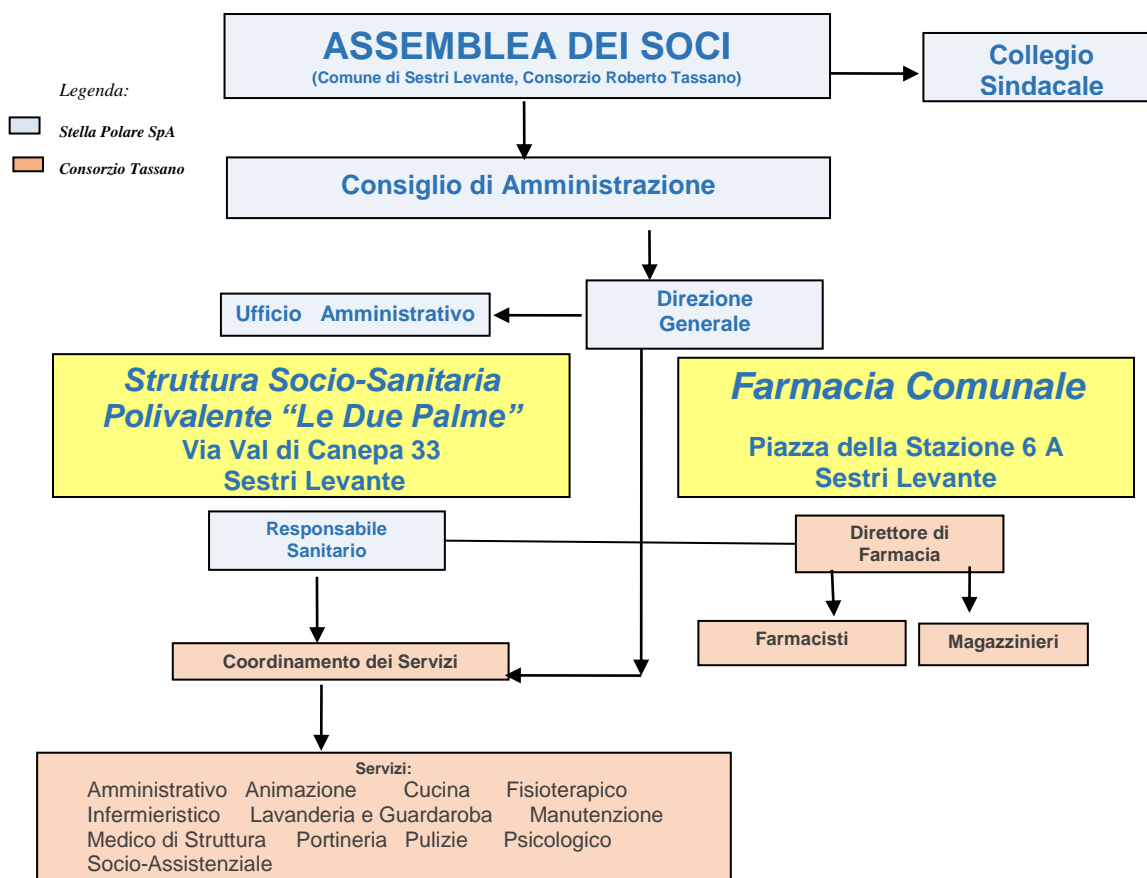 ASSEMBLEA DEI SOCI
(Comune di Sestri Levante, Consorzio Roberto Tassano)
Collegio
Sindacale
Legenda:
Stella Polare SpA
Consorzio Tassano
Consiglio di Amministrazione
Direzione
Generale
Ufficio Amministrativo
Struttura Socio-Sanitaria
Polivalente “Le Due Palme”
Via Val di Canepa 33
Sestri Levante
Farmacia Comunale
Piazza della Stazione 6 A
Sestri Levante
Responsabile
Sanitario
Direttore di
Farmacia
Farmacisti
Magazzinieri
Coordinamento dei Servizi
Servizi:
Amministrativo Animazione Cucina Fisioterapico
Infermieristico Lavanderia e Guardaroba Manutenzione
Medico di Struttura Portineria Pulizie Psicologico
Socio-Assistenziale